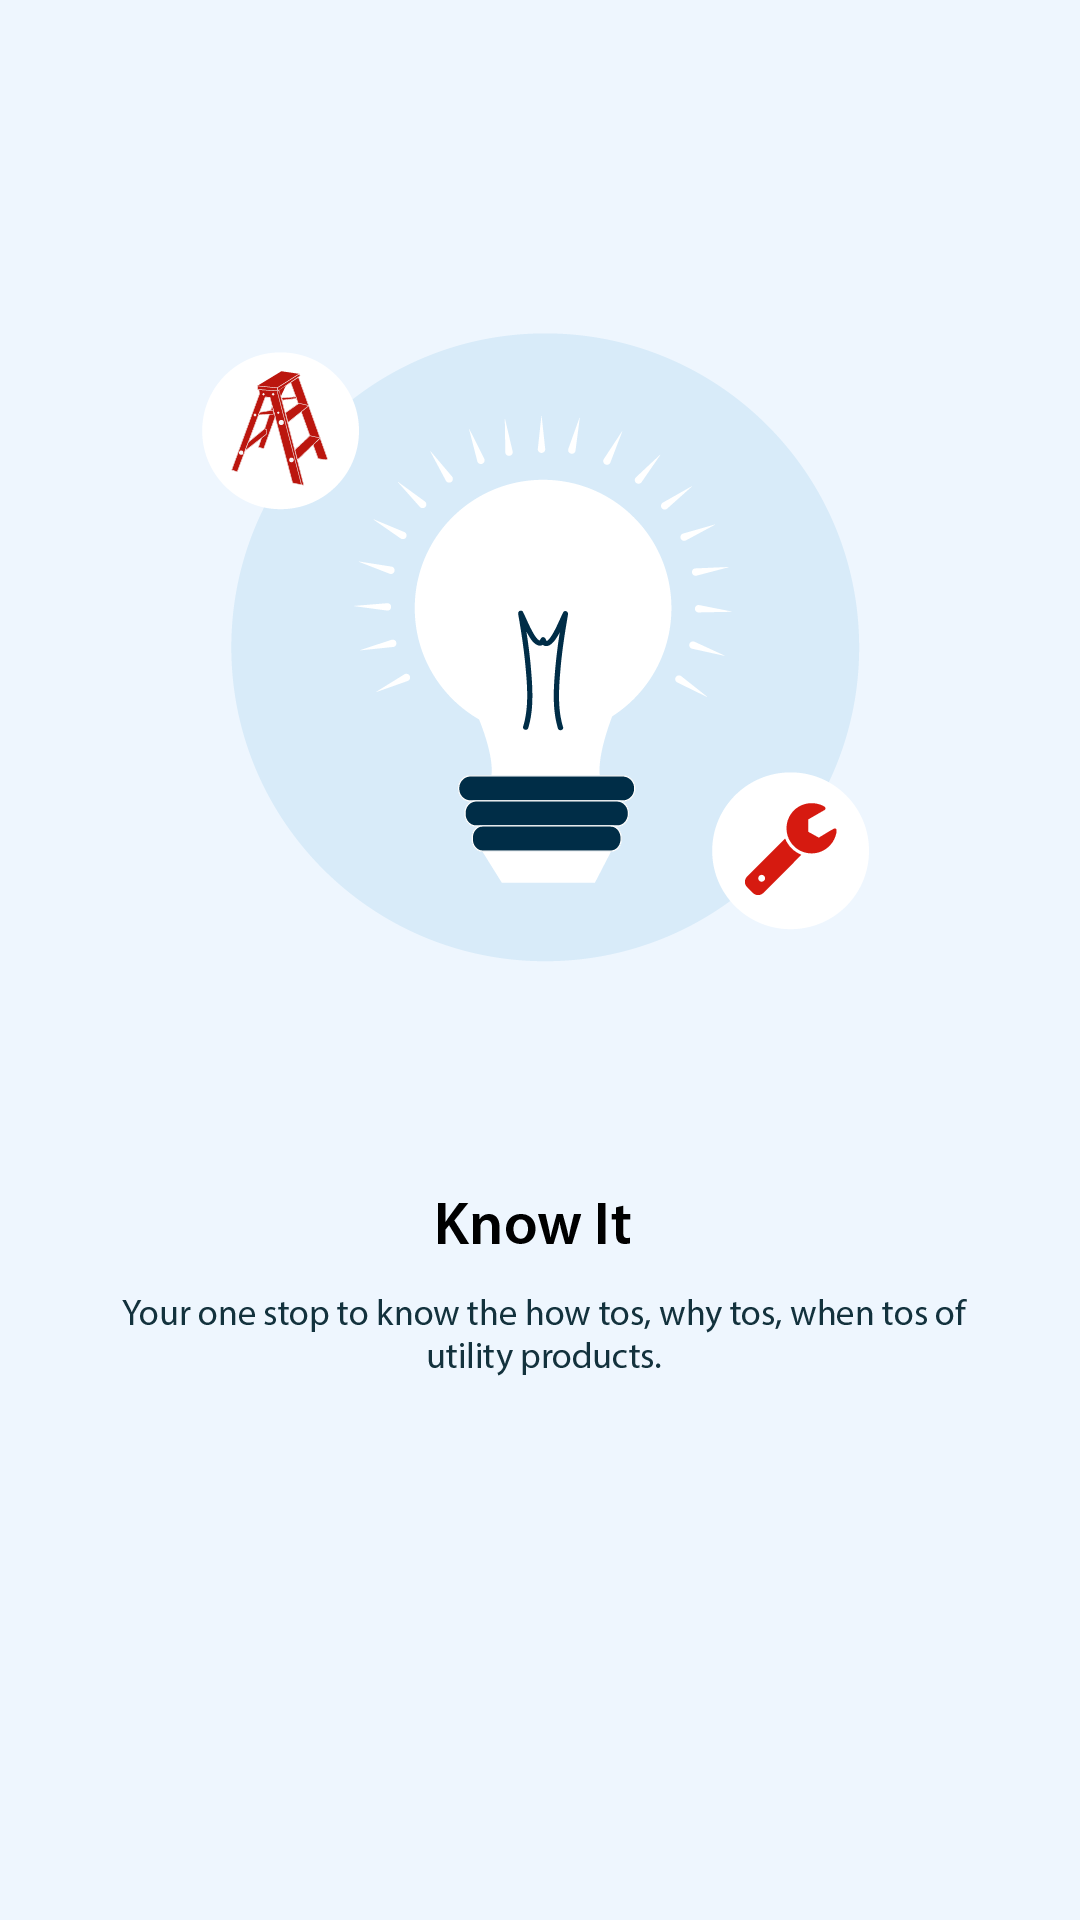 Know It
Your one stop to know the how tos, why tos, when tos of
utility products.